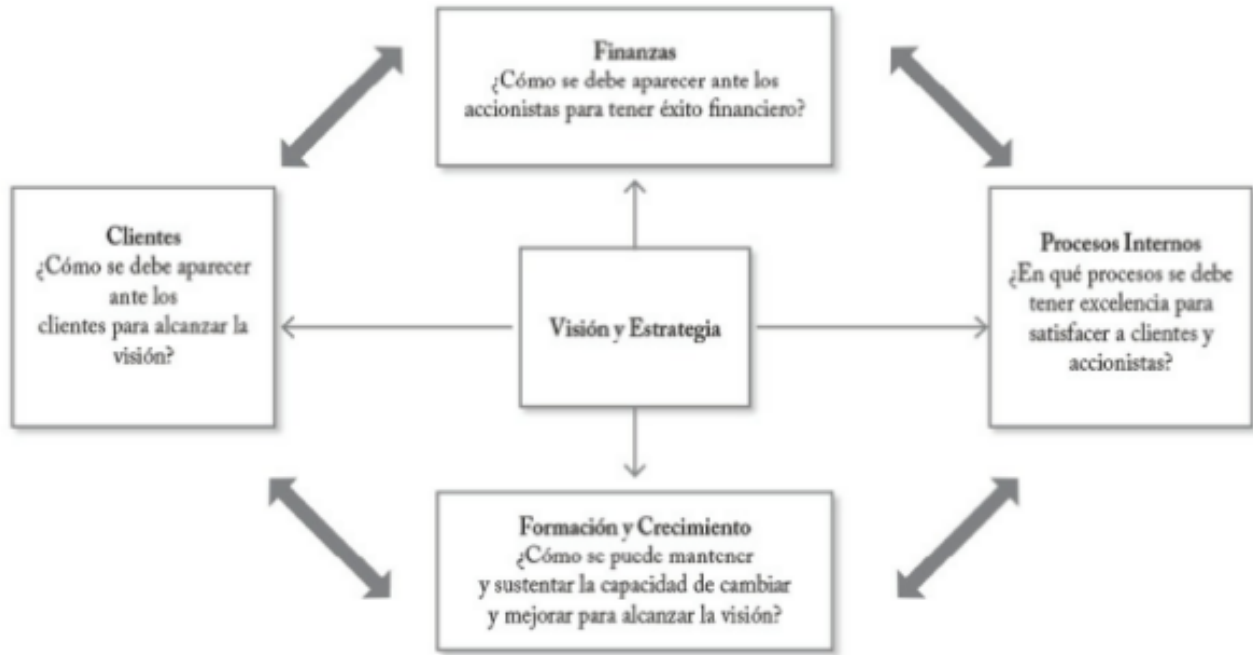 Finanzas
¿Cómo se debe aparecer ante los
accionistas para tener éxito financiero?
Clientes
¿Cómo se debe aparecer
ante los
clientes para alcanzar la
visión?
Visión y Estrategia
Procesos Internos
¿En qué procesos se debe
tener excelencia para
satisfacer a clientes y
accionistas?
Formación y Crecimiento
¿Cómo se puede mantener
y sustentar la capacidad de cambiar
y mejorar para alcanzar la visión?